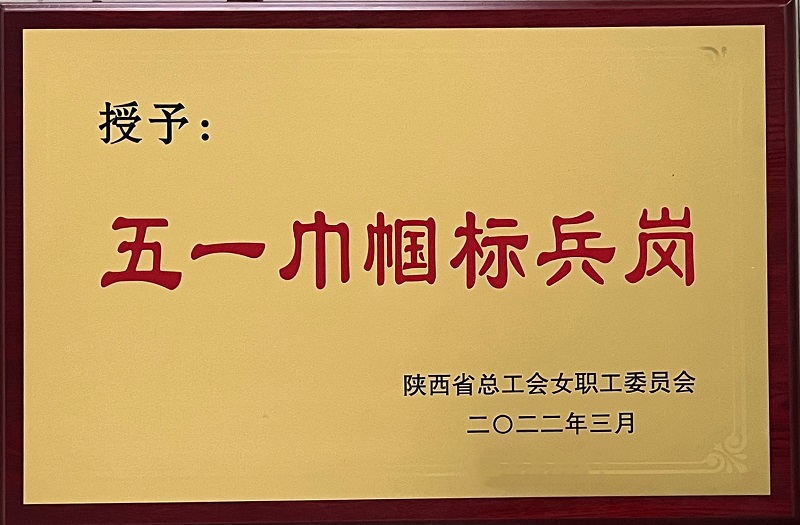 授予：
五一巾帼标兵岗
陕西省总工会女职工委员会
二〇二二年三月